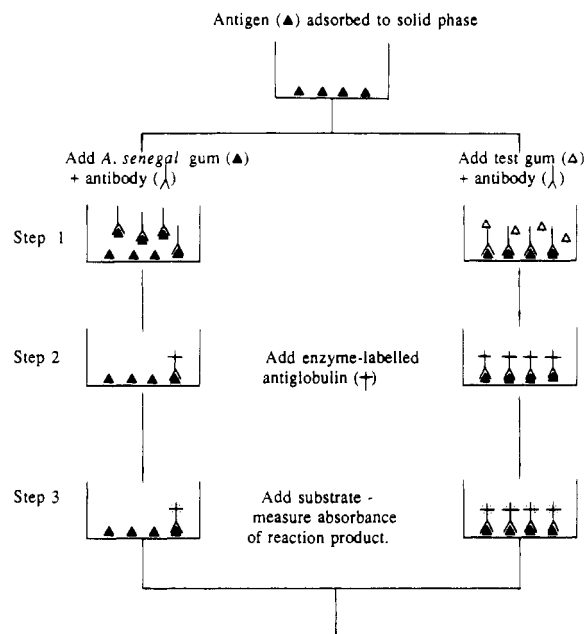 Antigen (▲) adsorbed to solid phase
Add A. senegal gum (▲)
+ antibody (⅄)
Add test gum (△)
+ antibody (⅄)
Step 1
Step 2
Add enzyme-labelled
antiglobulin (┼)
Step 3
Add substrate -
measure absorbance
of reaction product.